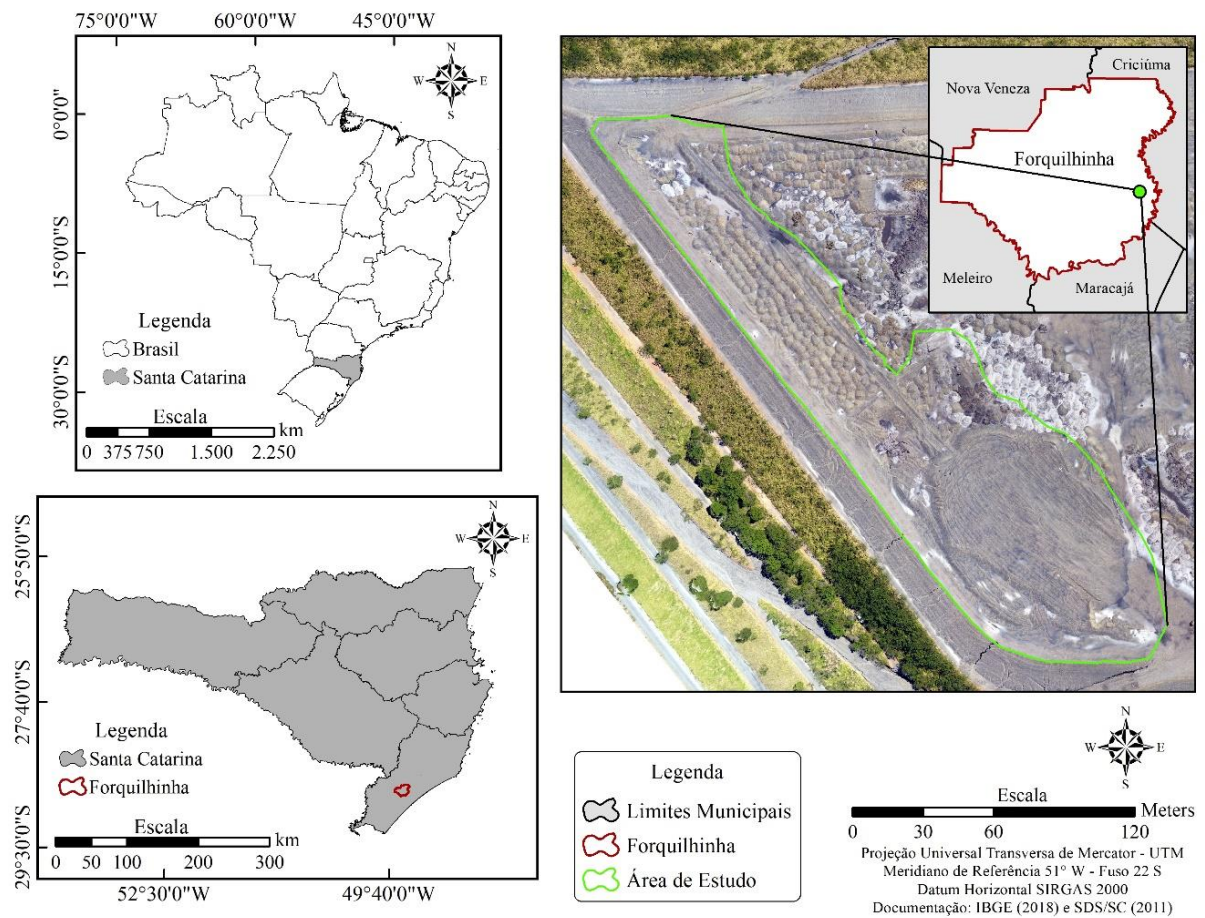 75°0'0"W 60°0'0"W 45°0'0"W
0°0'0"
15°0'0"S
30°0'0"S
N
W E
S
Legenda
Brasil
Santa Catarina
Escala
km
0 375 750 1.500 2.250
25°50'0"S
27°40'0"S
29°30'0"S
N
W E
S
Legenda
Santa Catarina
Forquilhinha
Escala
km
0 50 100 200 300
52°30'0"W 49°40'0"W
Criciúma
Nova Veneza
Forquilhinha
Meleiro
Maracajá
Legenda
Limites Municipais
Forquilhinha
Área de Estudo
N
W E
S
Escala
Meters
0 30 60 120
Projeção Universal Transversa de Mercator - UTM
Meridiano de Referência 51° W - Fuso 22 S
Datum Horizontal SIRGAS 2000
Documentação: IBGE (2018) e SDS/SC (2011)